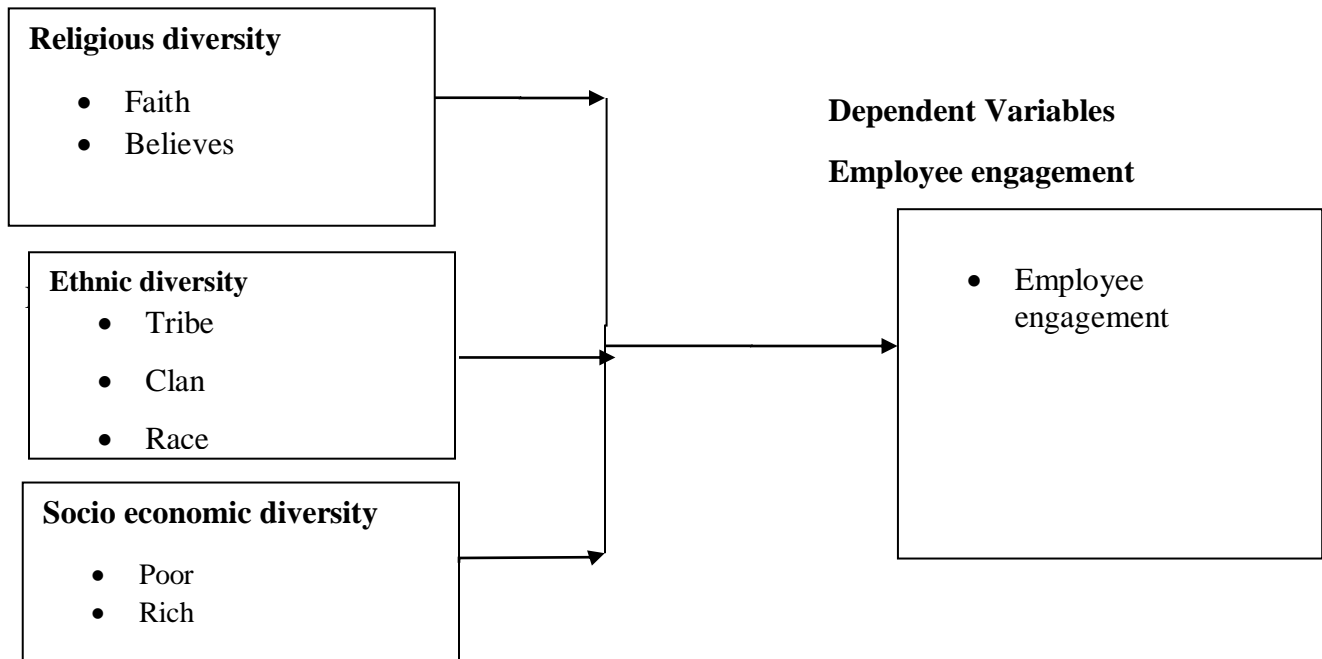 Religious diversity
• Faith
• Believes
Ethnic diversity
• Tribe
• Clan
• Race
Socio economic diversity
• Poor
• Rich
Dependent Variables
Employee engagement
• Employee
engagement